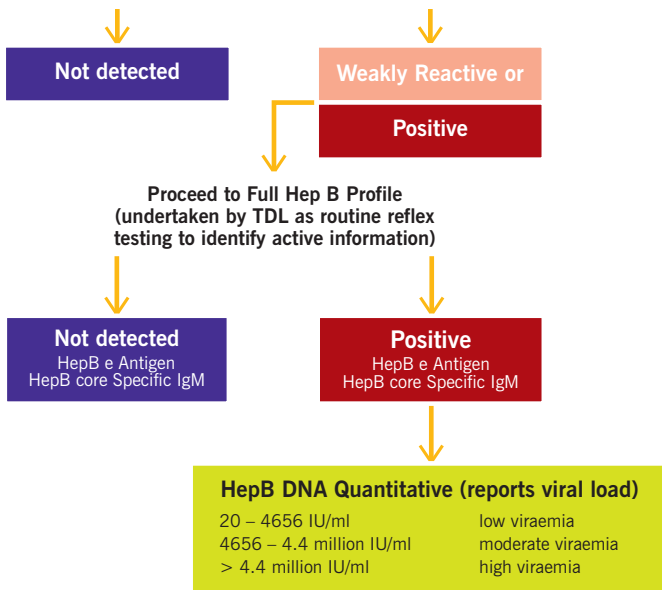 Not detected
Weakly Reactive or
Positive
Proceed to Full Hep B Profile
(undertaken by TDL as routine reflex
testing to identify active information)
Not detected
HepB e Antigen
HepB core Specific IgM
Positive
HepB e Antigen
HepB core Specific IgM
HepB DNA Quantitative (reports viral load)
20 – 4656 IU/ml low viraemia
4656 – 4.4 million IU/ml moderate viraemia
> 4.4 million IU/ml high viraemia